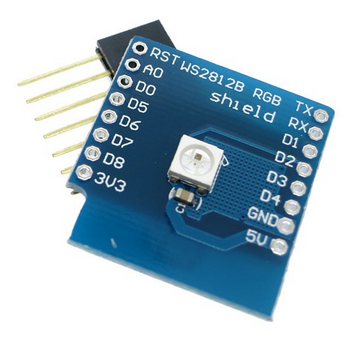 WS2812B RGB
shield
RST
A0
D0
D5
D6
D7
D8
3V3
TX
RX
D1
D2
D3
D4
GND
5V